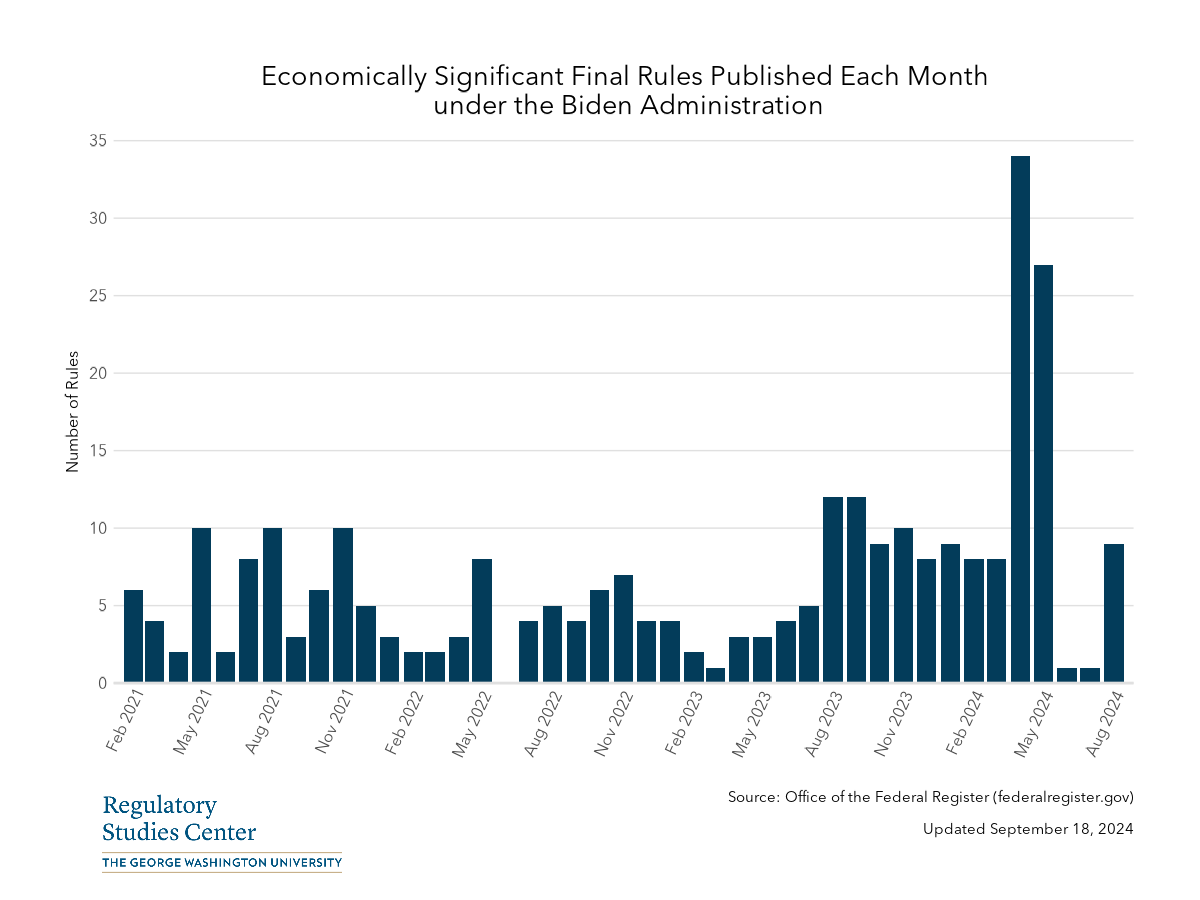 Economically Significant Final Rules Published Each Month
under the Biden Administration
35
30
25
20
15
10
5
0
Number of Rules
Feb 2021
May 2021
Aug 2021
Nov 2021
Feb 2022
May 2022
Aug 2022
Nov 2022
Feb 2023
May 2023
Aug 2023
Nov 2023
Feb 2024
May 2024
Aug 2024
Regulatory
Studies Center
THE GEORGE WASHINGTON UNIVERSITY
Source: Office of the Federal Register (federalregister.gov)
Updated September 18, 2024